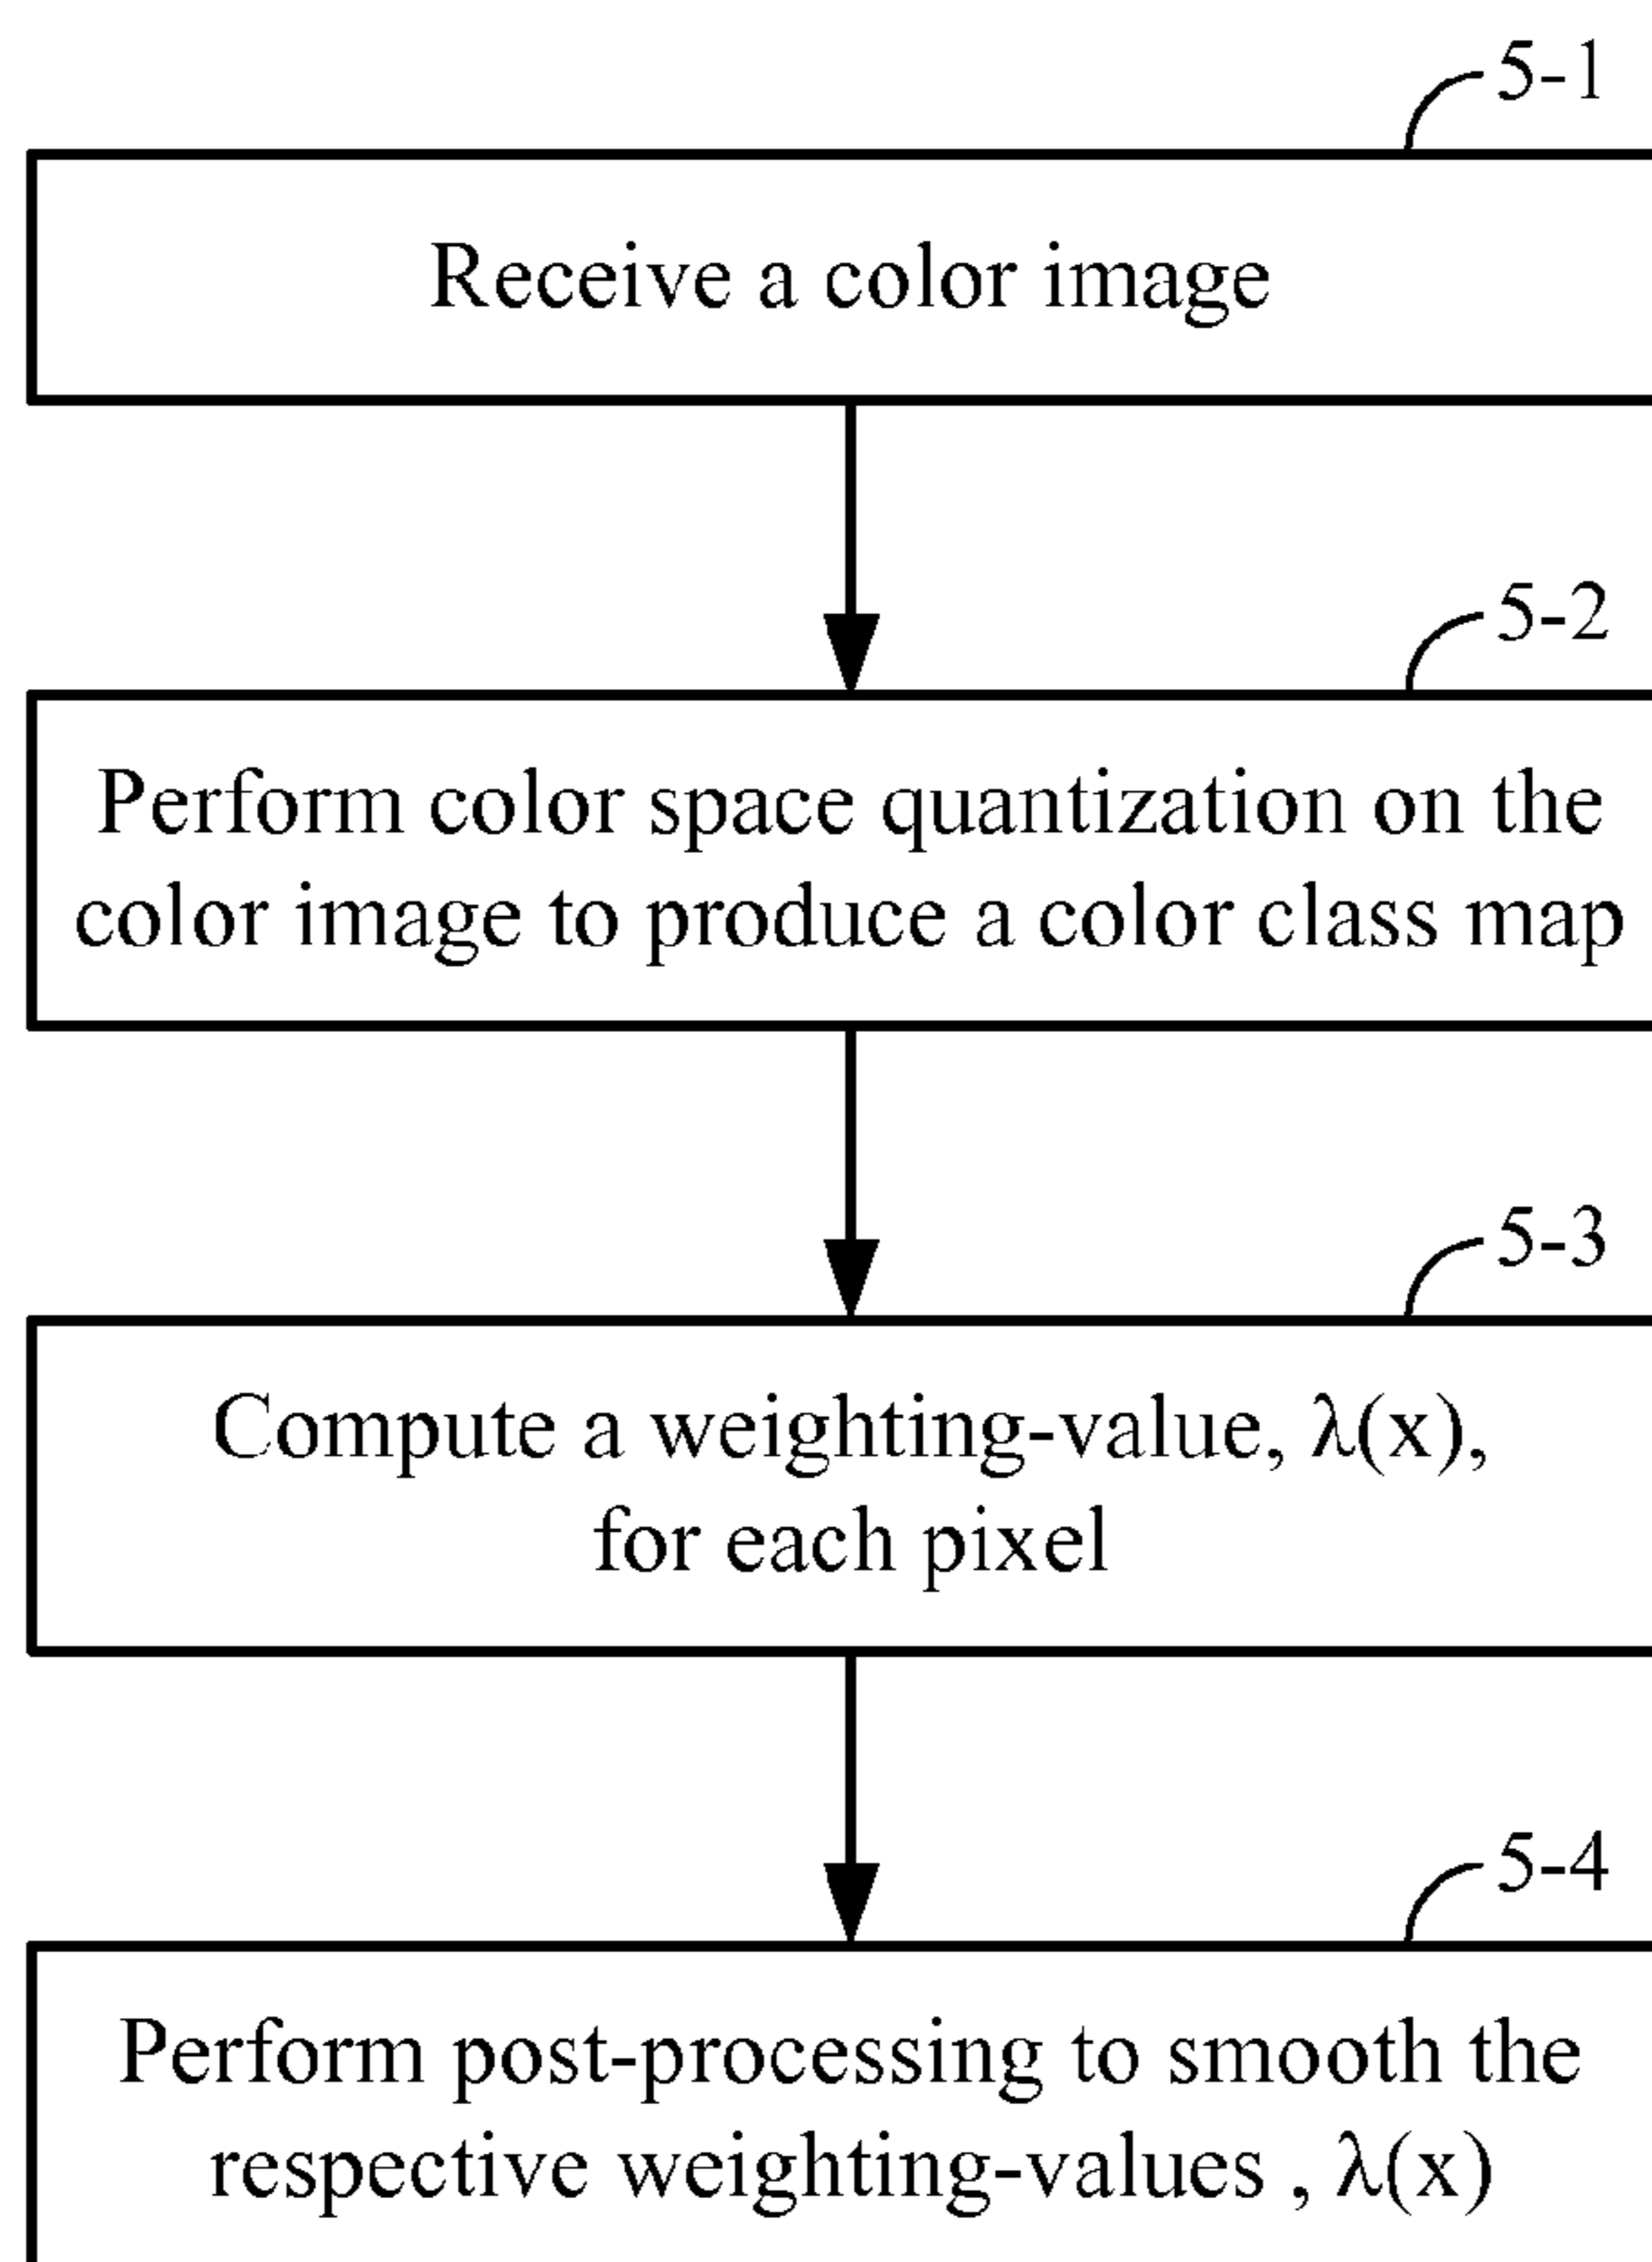 5-1
Receive a color image
5-2
Perform color space quantization on the
color image to produce a color class map
5-3
Compute a weighting-value, λ(x),
for each pixel
5-4
Perform post-processing to smooth the
respective weighting-values , λ(x)